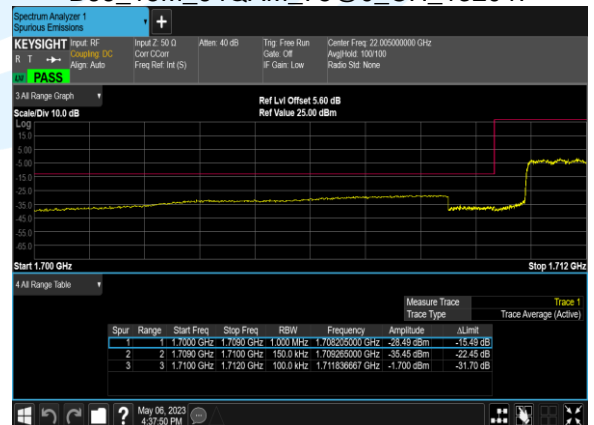 Spectrum Analyzer 1
Spurious Emissions
+
KEYSIGHT Input: RF Input Z: 50 Ω Atten: 40 dB Trig: Free Run Center Freq: 22.005000000 GHz
R T Coupling: DC Corr CCorr Gate: Off Avg|Hold: 100/100
Align: Auto Freq Ref: Int (S) IF Gain: Low Radio Std: None
LV PASS
3 All Range Graph
Ref Lvl Offset 5.60 dB
Scale/Div 10.0 dB Ref Value 25.00 dBm
Log
15.0
5.00
-5.00
-15.0
-25.0
-35.0
-45.0
-55.0
-65.0
Start 1.700 GHz Stop 1.712 GHz
4 All Range Table
Measure Trace Trace 1
Trace Type Trace Average (Active)
Spur Range Start Freq Stop Freq RBW Frequency Amplitude ΔLimit
1 1 1.7000 GHz 1.7090 GHz 1.000 MHz 1.708205000 GHz -28.49 dBm -15.49 dB
2 2 1.7090 GHz 1.7100 GHz 150.0 kHz 1.709265000 GHz -35.45 dBm -22.45 dB
3 3 1.7100 GHz 1.7120 GHz 100.0 kHz 1.711836667 GHz -1.700 dBm -31.70 dB
? May 06, 2023
4:37:50 PM